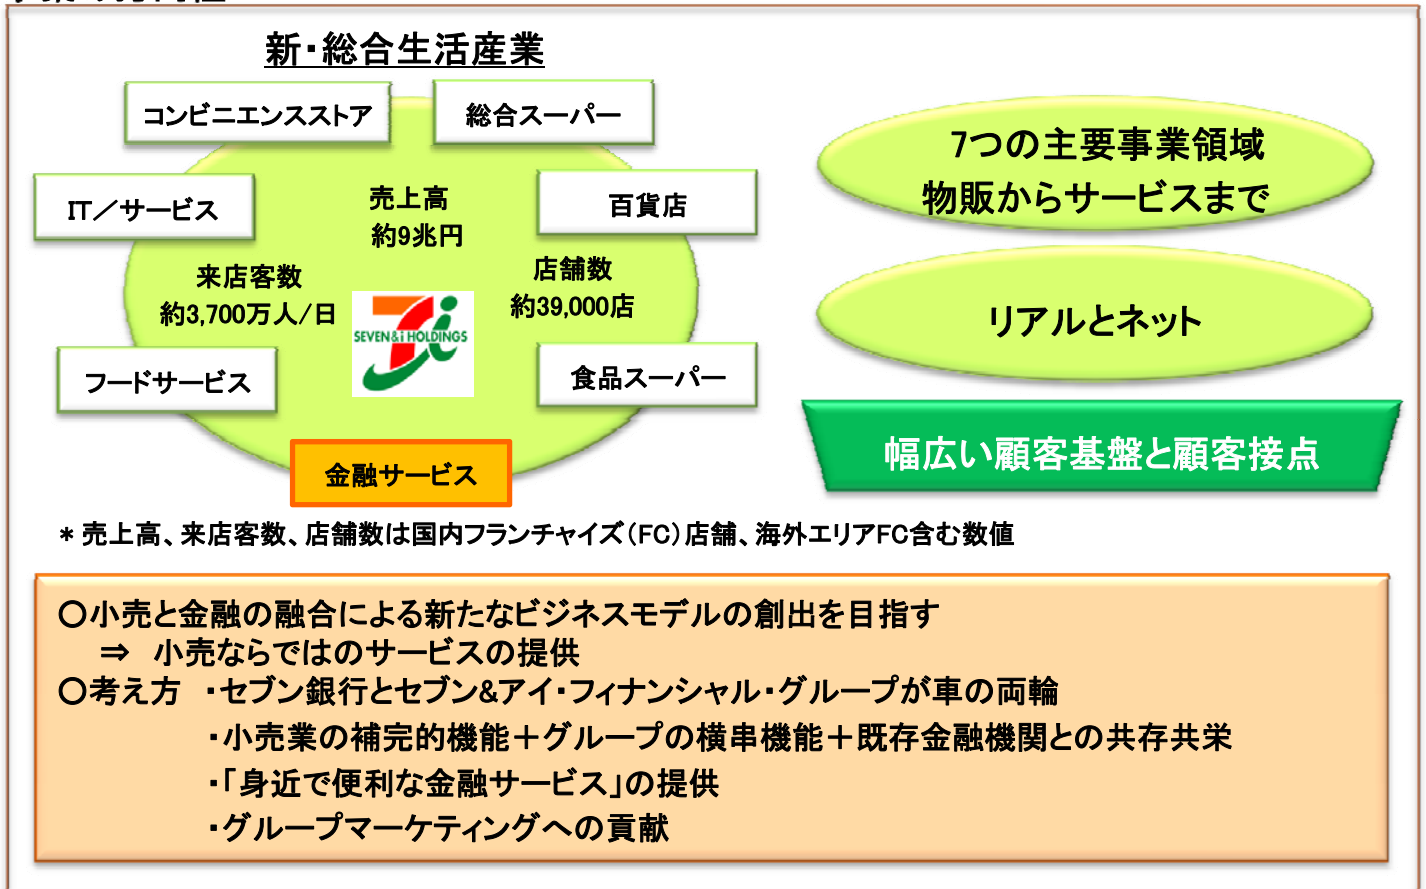 新・総合生活産業
コンビニエンスストア
総合スーパー
IT／サービス
百貨店
売上高
約9兆円
来店客数
約3,700万人/日
店舗数
約39,000店
SEVEN&i HOLDINGS
フードサービス
食品スーパー
金融サービス
7つの主要事業領域
物販からサービスまで
リアルとネット
幅広い顧客基盤と顧客接点
* 売上高、来店客数、店舗数は国内フランチャイズ（FC）店舗、海外エリアFC含む数値
○小売と金融の融合による新たなビジネスモデルの創出を目指す
⇒ 小売ならではのサービスの提供
○考え方 ・セブン銀行とセブン&アイ・フィナンシャル・グループが車の両輪
・小売業の補完的機能＋グループの横串機能＋既存金融機関との共存共栄
・「身近で便利な金融サービス」の提供
・グループマーケティングへの貢献